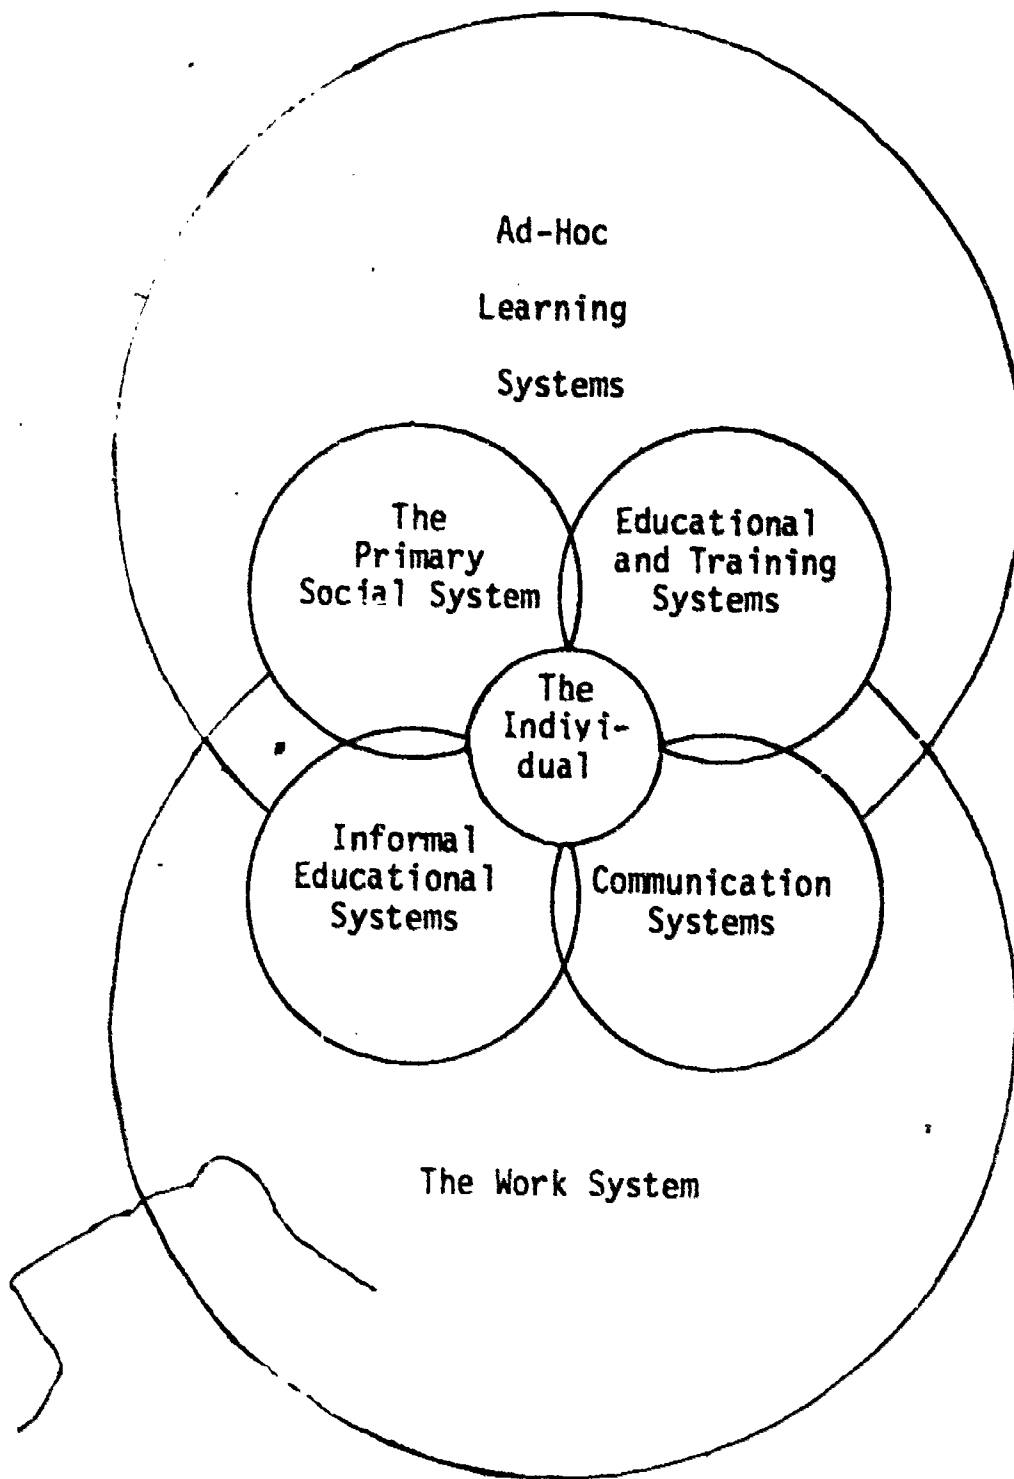 Ad-Hoc
Learning
Systems
The
Primary
Social System
Educational
and Training
Systems
The
Indivi-
dual
Informal
Educational
Systems
Communication
Systems
The Work System